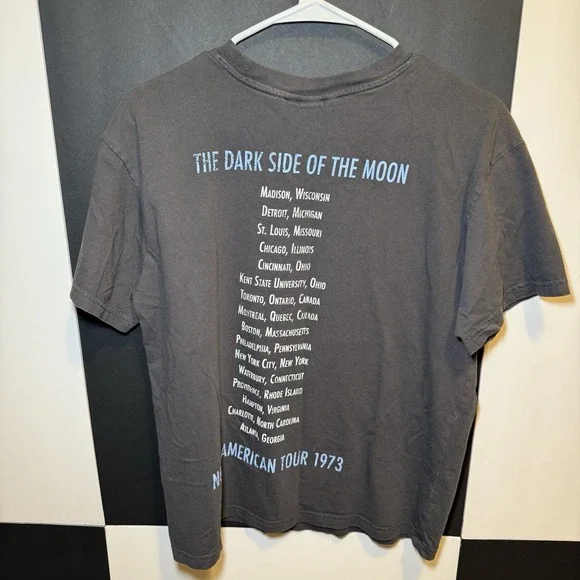 THE DARK SIDE OF THE MOON
MADISON, WISCONSIN
DETROIT, MICHIGAN
ST. LOUIS, MISSOURI
CHICAGO, ILLINOIS
CINCINNATI, OHIO
KENT STATE UNIVERSITY, OHIO
TORONTO, ONTARIO, CANADA
MONTREAL, QUEBEC, CANADA
BOSTON, MASSACHUSETTS
PHILADELPHIA, PENNSYLVANIA
NEW YORK CITY, NEW YORK
WATERBURY, CONNECTICUT
PROVIDENCE, RHODE ISLAND
HAMPTON, VIRGINIA
CHARLOTTE, NORTH CAROLINA
ATLANTA, GEORGIA
AMERICAN TOUR 1973